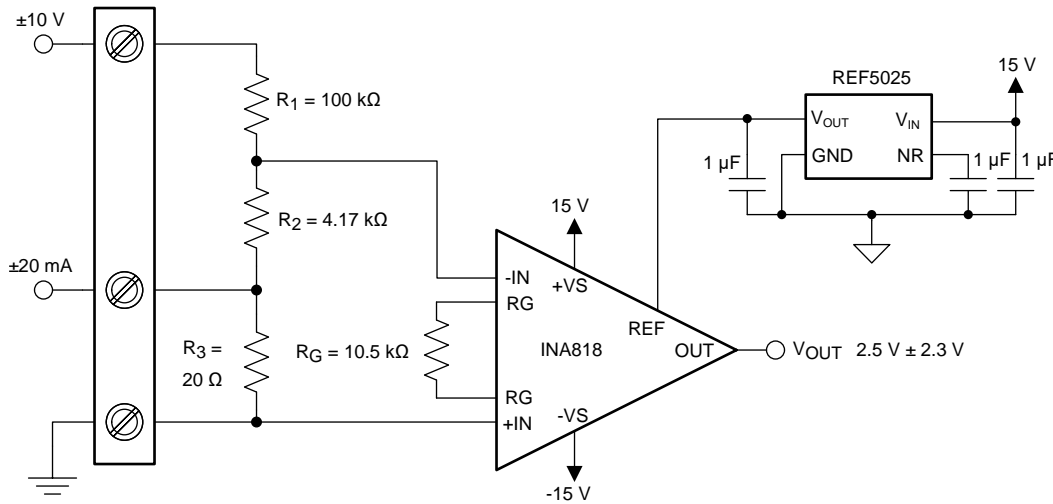 ±10 V
R1 = 100 kΩ
R2 = 4.17 kΩ
±20 mA
R3 =
20 Ω
RG = 10.5 kΩ
15 V
-IN
+VS
RG
REF
INA818
OUT
RG
+IN
-VS
-15 V
VOUT 2.5 V ± 2.3 V
REF5025
15 V
VOUT
VIN
GND
NR
1 µF
1 µF
1 µF